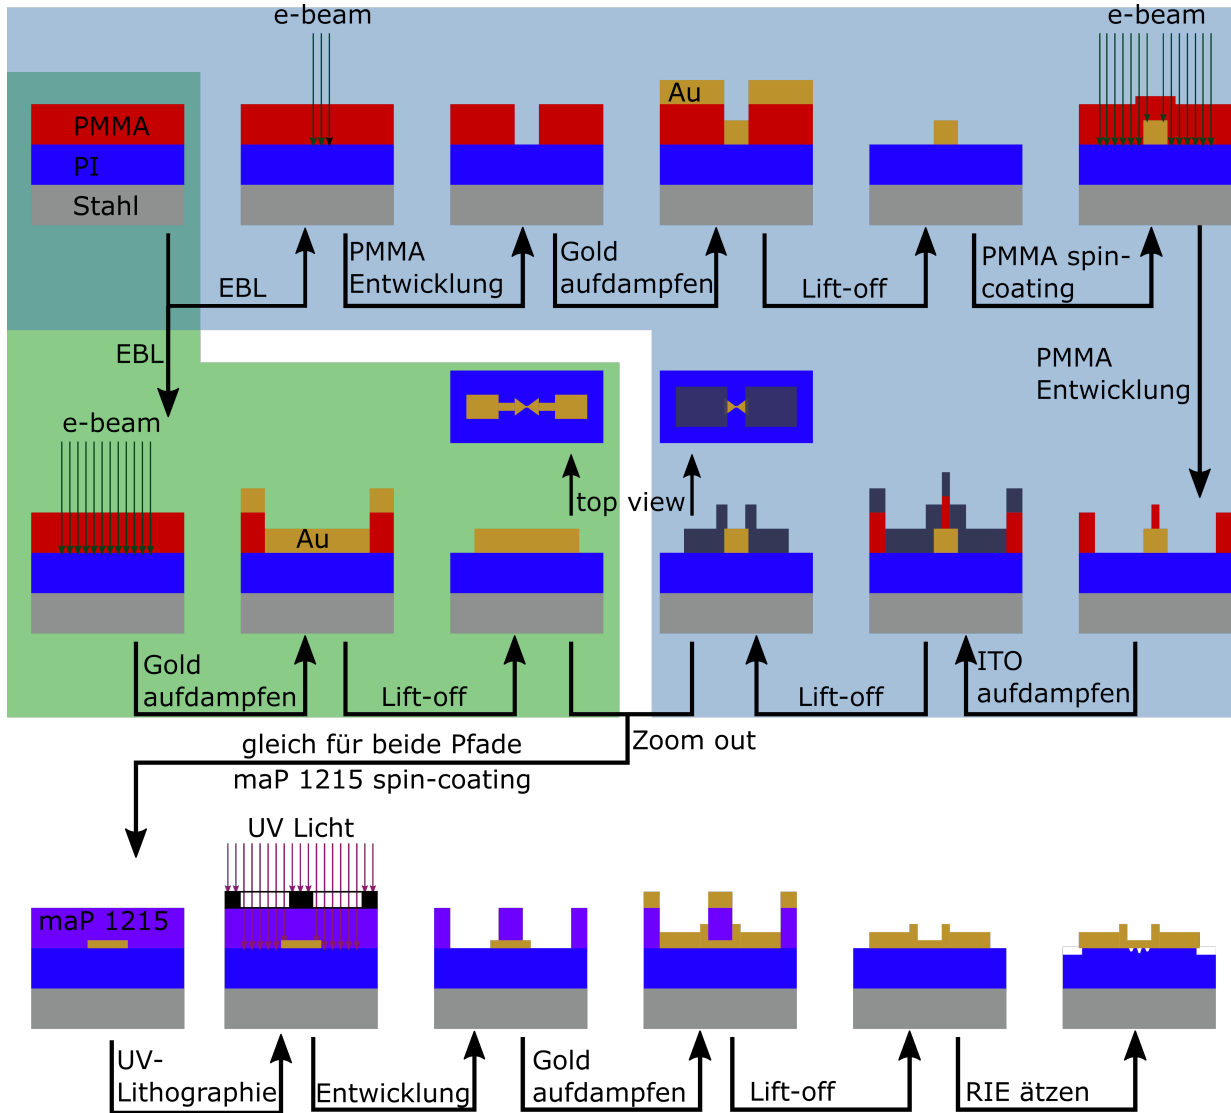 e-beam
e-beam
Au
PMMA
PI
Stahl
EBL
PMMA
Entwicklung
Gold
aufdampfen
Lift-off
PMMA spin-
coating
EBL
PMMA
Entwicklung
e-beam
top view
Au
Gold
aufdampfen
Lift-off
Lift-off
ITO
aufdampfen
Zoom out
gleich für beide Pfade
maP 1215 spin-coating
UV Licht
maP 1215
UV-
Lithographie
Entwicklung
Gold
aufdampfen
Lift-off
RIE ätzen